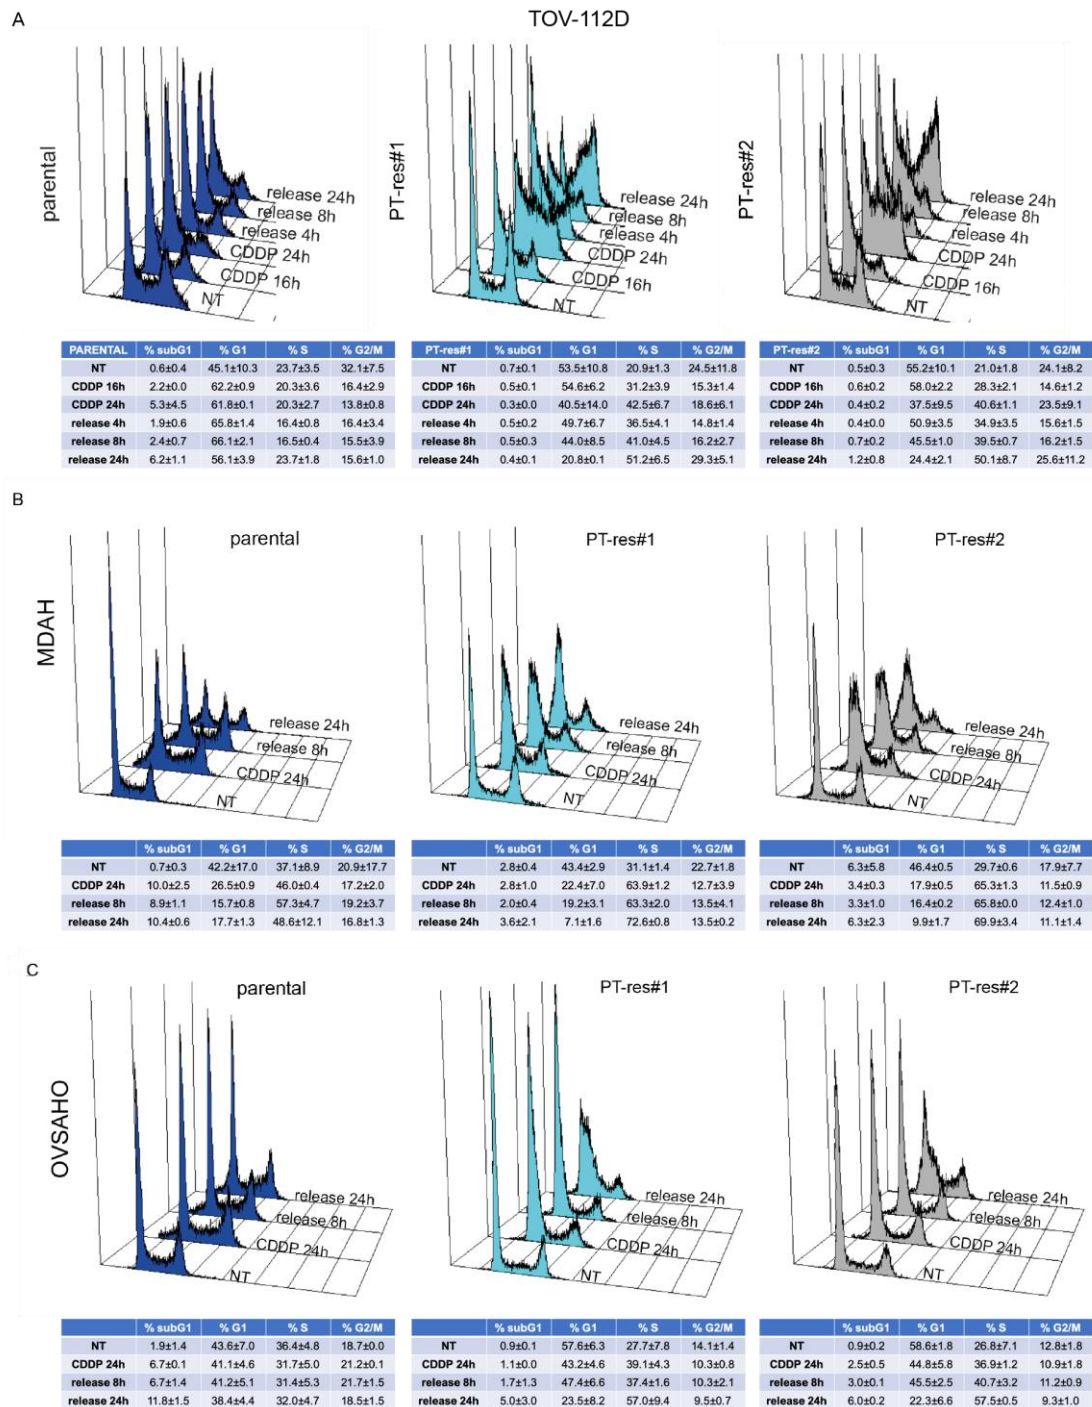 A
TOV-112D
parental
release 24h
release 8h
release 4h
CDDP 24h
CDDP 16h
NT
PT-res#1
release 24h
release 8h
release 4h
CDDP 24h
CDDP 16h
NT
PT-res#2
release 24h
release 8h
release 4h
CDDP 24h
CDDP 16h
NT
PARENTAL % subG1 % G1 % S % G2/M
NT 0.6±0.4 45.1±10.3 23.7±3.5 32.1±7.5
CDDP 16h 2.2±0.0 62.2±0.9 20.3±3.6 16.4±2.9
CDDP 24h 5.3±4.5 61.8±0.1 20.3±2.7 13.8±0.8
release 4h 1.9±0.6 65.8±1.4 16.4±0.8 16.4±3.4
release 8h 2.4±0.7 66.1±2.1 16.5±0.4 15.5±3.9
release 24h 6.2±1.1 56.1±3.9 23.7±1.8 15.6±1.0
PT-res#1 % subG1 % G1 % S % G2/M
NT 0.7±0.1 53.5±10.8 20.9±1.3 24.5±11.8
CDDP 16h 0.5±0.1 54.6±6.2 31.2±3.9 15.3±1.4
CDDP 24h 0.3±0.0 40.5±14.0 42.5±6.7 18.6±6.1
release 4h 0.5±0.2 49.7±6.7 36.5±4.1 14.8±1.4
release 8h 0.5±0.3 44.0±8.5 41.0±4.5 16.2±2.7
release 24h 0.4±0.1 20.8±0.1 51.2±6.5 29.3±5.1
PT-res#2 % subG1 % G1 % S % G2/M
NT 0.5±0.3 55.2±10.1 21.0±1.8 24.1±8.2
CDDP 16h 0.6±0.2 58.0±2.2 28.3±2.1 14.6±1.2
CDDP 24h 0.4±0.2 37.5±9.5 40.6±1.1 23.5±9.1
release 4h 0.4±0.0 50.9±3.5 34.9±3.5 15.6±1.5
release 8h 0.7±0.2 45.5±1.0 39.5±0.7 16.2±1.5
release 24h 1.2±0.8 24.4±2.1 50.1±8.7 25.6±11.2
B
MDAH
parental
release 24h
release 8h
CDDP 24h
NT
PT-res#1
release 24h
release 8h
CDDP 24h
NT
PT-res#2
release 24h
release 8h
CDDP 24h
NT
% subG1 % G1 % S % G2/M
NT 0.7±0.3 42.2±17.0 37.1±8.9 20.9±17.7
CDDP 24h 10.0±2.5 26.5±0.9 46.0±0.4 17.2±2.0
release 8h 8.9±1.1 15.7±0.8 57.3±4.7 19.2±3.7
release 24h 10.4±0.6 17.7±1.3 48.6±12.1 16.8±1.3
% subG1 % G1 % S % G2/M
NT 2.8±0.4 43.4±2.9 31.1±1.4 22.7±1.8
CDDP 24h 2.8±1.0 22.4±7.0 63.9±1.2 12.7±3.9
release 8h 2.0±0.4 19.2±3.1 63.3±2.0 13.5±4.1
release 24h 3.6±2.1 7.1±1.6 72.6±0.8 13.5±0.2
% subG1 % G1 % S % G2/M
NT 6.3±5.8 46.4±0.5 29.7±0.6 17.9±7.7
CDDP 24h 3.4±0.3 17.9±0.5 65.3±1.3 11.5±0.9
release 8h 3.3±1.0 16.4±0.2 65.8±0.0 12.4±1.0
release 24h 6.3±2.3 9.9±1.7 69.9±3.4 11.1±1.4
C
OVSAHO
parental
release 24h
release 8h
CDDP 24h
NT
PT-res#1
release 24h
release 8h
CDDP 24h
NT
PT-res#2
release 24h
release 8h
CDDP 24h
NT
% subG1 % G1 % S % G2/M
NT 1.9±1.4 43.6±7.0 36.4±4.8 18.7±0.0
CDDP 24h 6.7±0.1 41.1±4.6 31.7±5.0 21.2±0.1
release 8h 6.7±1.4 41.2±5.1 31.4±5.3 21.7±1.5
release 24h 11.8±1.5 38.4±4.4 32.0±4.7 18.5±1.5
% subG1 % G1 % S % G2/M
NT 0.9±0.1 57.6±6.3 27.7±7.8 14.1±1.4
CDDP 24h 1.1±0.0 43.2±4.6 39.1±4.3 10.3±0.8
release 8h 1.7±1.3 47.4±6.6 37.4±1.6 10.3±2.1
release 24h 5.0±3.0 23.5±8.2 57.0±9.4 9.5±0.7
% subG1 % G1 % S % G2/M
NT 0.9±0.2 58.6±1.8 26.8±7.1 12.8±1.8
CDDP 24h 2.5±0.5 44.8±5.8 36.9±1.2 10.9±1.8
release 8h 3.0±0.1 45.5±2.5 40.7±3.2 11.2±0.9
release 24h 6.0±0.2 22.3±6.6 57.5±0.5 9.3±1.0